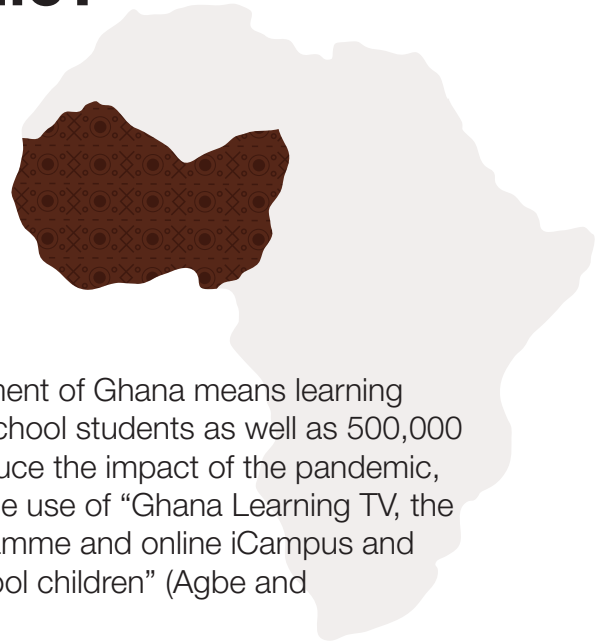 ment of Ghana means learning
chool students as well as 500,000
uce the impact of the pandemic,
e use of “Ghana Learning TV, the
amme and online iCampus and
ool children” (Agbe and